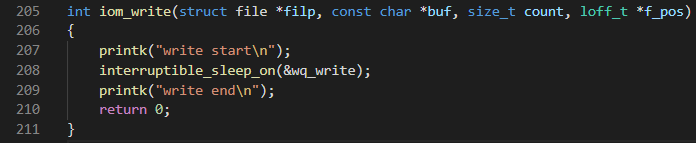 205 int iom_write(struct file *filp, const char *buf, size_t count, loff_t *f_pos)
206 {
207     printk("write start\n");
208     interruptible_sleep_on(&wq_write);
209     printk("write end\n");
210     return 0;
211 }